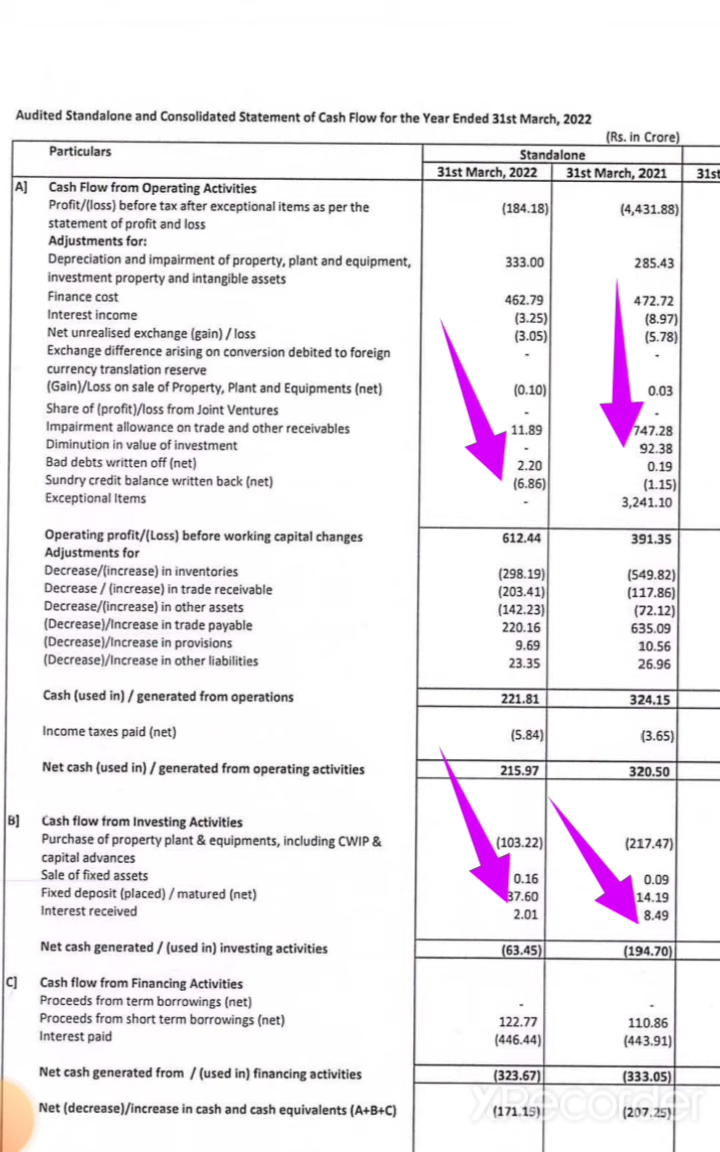 Audited Standalone and Consolidated Statement of Cash Flow for the Year Ended 31st March, 2022
(Rs. in Crore)
Particulars Standalone
31st March, 2022 31st March, 2021 31st
A] Cash Flow from Operating Activities
Profit/(loss) before tax after exceptional items as per the (184.18) (4,431.88)
statement of profit and loss
Adjustments for:
Depreciation and impairment of property, plant and equipment, 333.00 285.43
investment property and intangible assets
Finance cost 462.79 472.72
Interest income (3.25) (8.97)
Net unrealised exchange (gain) / loss (3.05) (5.78)
Exchange difference arising on conversion debited to foreign - -
currency translation reserve
(Gain)/Loss on sale of Property, Plant and Equipments (net) (0.10) 0.03
Share of (profit)/loss from Joint Ventures - -
Impairment allowance on trade and other receivables 11.89 747.28
Diminution in value of investment - 92.38
Bad debts written off (net) 2.20 0.19
Sundry credit balance written back (net) (6.86) (1.15)
Exceptional Items - 3,241.10
Operating profit/(Loss) before working capital changes 612.44 391.35
Adjustments for
Decrease/(increase) in inventories (298.19) (549.82)
Decrease / (increase) in trade receivable (203.41) (117.86)
Decrease/(increase) in other assets (142.23) (72.12)
(Decrease)/Increase in trade payable 220.16 635.09
(Decrease)/Increase in provisions 9.69 10.56
(Decrease)/Increase in other liabilities 23.35 26.96
Cash (used in) / generated from operations 221.81 324.15
Income taxes paid (net) (5.84) (3.65)
Net cash (used in) / generated from operating activities 215.97 320.50
B] Cash flow from Investing Activities
Purchase of property plant & equipments, including CWIP & (103.22) (217.47)
capital advances
Sale of fixed assets 0.16 0.09
Fixed deposit (placed) / matured (net) 37.60 14.19
Interest received 2.01 8.49
Net cash generated / (used in) investing activities (63.45) (194.70)
C] Cash flow from Financing Activities
Proceeds from term borrowings (net) - -
Proceeds from short term borrowings (net) 122.77 110.86
Interest paid (446.44) (443.91)
Net cash generated from / (used in) financing activities (323.67) (333.05)
Net (decrease)/increase in cash and cash equivalents (A+B+C) (171.15) (207.25)
XRecorder